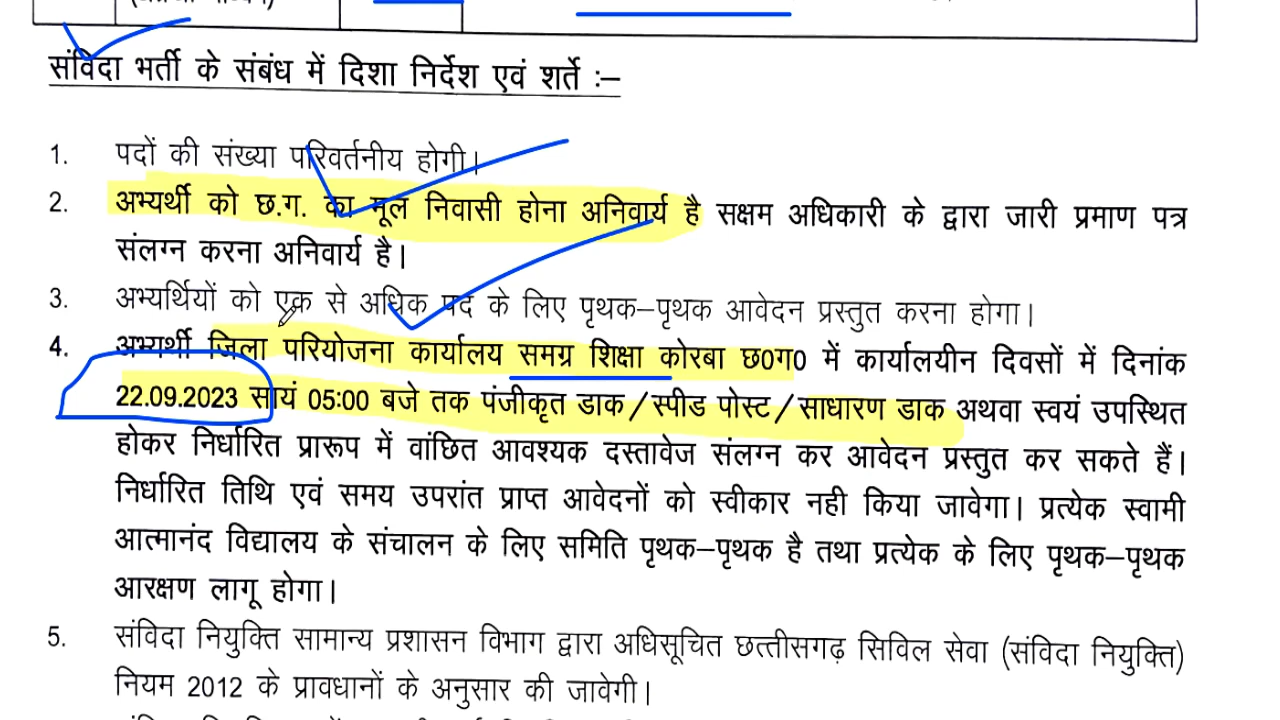 संविदा भर्ती के संबंध में दिशा निर्देश एवं शर्ते :–
1. पदों की संख्या परिवर्तनीय होगी।
2. अभ्यर्थी को छ.ग. का मूल निवासी होना अनिवार्य है सक्षम अधिकारी के द्वारा जारी प्रमाण पत्र
संलग्न करना अनिवार्य है।
3. अभ्यर्थियों को एक से अधिक पद के लिए पृथक–पृथक आवेदन प्रस्तुत करना होगा।
4. अभ्यर्थी जिला परियोजना कार्यालय समग्र शिक्षा कोरबा छ0ग0 में कार्यालयीन दिवसों में दिनांक
22.09.2023 सायं 05:00 बजे तक पंजीकृत डाक/स्पीड पोस्ट/साधारण डाक अथवा स्वयं उपस्थित
होकर निर्धारित प्रारूप में वांछित आवश्यक दस्तावेज संलग्न कर आवेदन प्रस्तुत कर सकते हैं।
निर्धारित तिथि एवं समय उपरांत प्राप्त आवेदनों को स्वीकार नही किया जावेगा। प्रत्येक स्वामी
आत्मानंद विद्यालय के संचालन के लिए समिति पृथक–पृथक है तथा प्रत्येक के लिए पृथक–पृथक
आरक्षण लागू होगा।
5. संविदा नियुक्ति सामान्य प्रशासन विभाग द्वारा अधिसूचित छत्तीसगढ़ सिविल सेवा (संविदा नियुक्ति)
नियम 2012 के प्रावधानों के अनुसार की जावेगी।